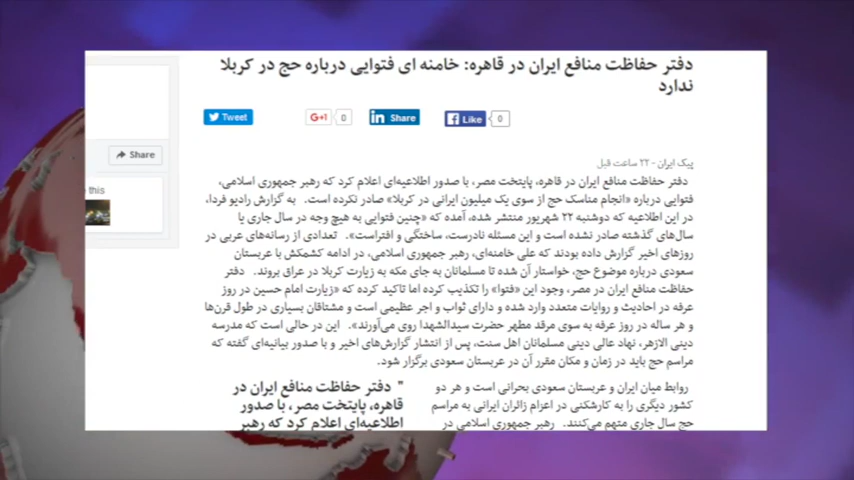 دفتر حفاظت منافع ایران در قاهره: خامنه ای فتوایی درباره حج در کربلا
ندارد
Tweet
G+1 0
in Share
Like 0
Share
this
پیک ایران - ۲۲ ساعت قبل
دفتر حفاظت منافع ایران در قاهره، پایتخت مصر، با صدور اطلاعیه‌ای اعلام کرد که رهبر جمهوری اسلامی،
فتوایی درباره «انجام مناسک حج از سوی یک میلیون ایرانی در کربلا» صادر نکرده است. به گزارش رادیو فردا،
در این اطلاعیه که دوشنبه ۲۲ شهریور منتشر شده، آمده که «چنین فتوایی به هیچ وجه در سال جاری یا
سال‌های گذشته صادر نشده است و این مسئله نادرست، ساختگی و افتراست». تعدادی از رسانه‌های عربی در
روزهای اخیر گزارش داده بودند که علی خامنه‌ای، رهبر جمهوری اسلامی، در ادامه کشمکش با عربستان
سعودی درباره موضوع حج، خواستار آن شده تا مسلمانان به جای مکه به زیارت کربلا در عراق بروند. دفتر
حفاظت منافع ایران در مصر، وجود این «فتوا» را تکذیب کرده اما تاکید کرده که «زیارت امام حسین در روز
عرفه در احادیث و روایات متعدد وارد شده و دارای ثواب و اجر عظیمی است و مشتاقان بسیاری در طول قرن‌ها
و هر ساله در روز عرفه به سوی مرقد مطهر حضرت سیدالشهدا روی می‌آورند». این در حالی است که مدرسه
دینی الازهر، نهاد عالی دینی مسلمانان اهل سنت، پس از انتشار گزارش‌های اخیر و با صدور بیانیه‌ای گفته که
مراسم حج باید در زمان و مکان مقرر آن در عربستان سعودی برگزار شود.
روابط میان ایران و عربستان سعودی بحرانی است و هر دو
کشور دیگری را به کارشکنی در اعزام زائران ایرانی به مراسم
حج سال جاری متهم می‌کنند. رهبر جمهوری اسلامی در
" دفتر حفاظت منافع ایران در
قاهره، پایتخت مصر، با صدور
اطلاعیه‌ای اعلام کرد که رهبر